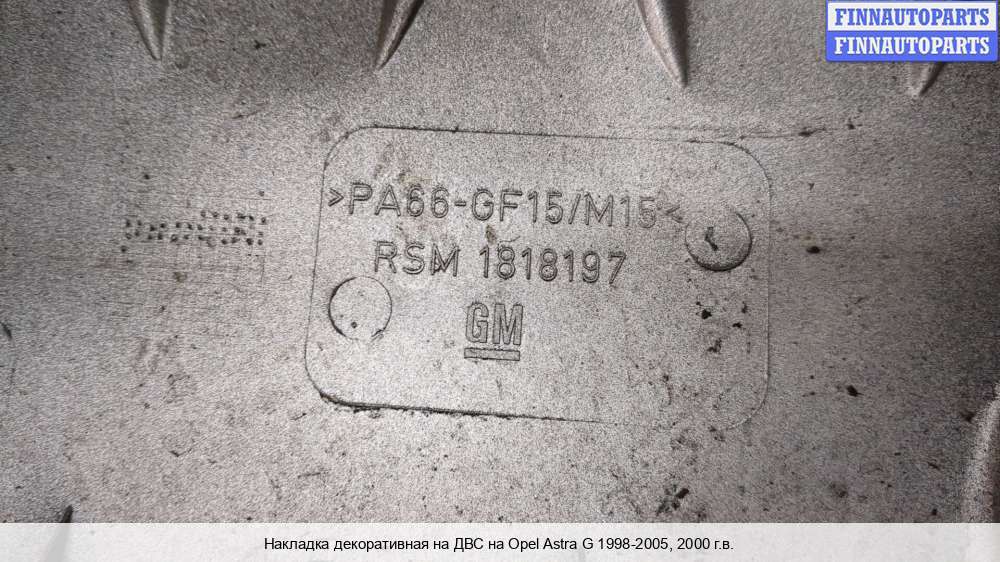 FINNAUTOPARTS
FINNAUTOPARTS
>PA66-GF15/M15<
RSM 1818197
GM
Накладка декоративная на ДВС на Opel Astra G 1998-2005, 2000 г.в.